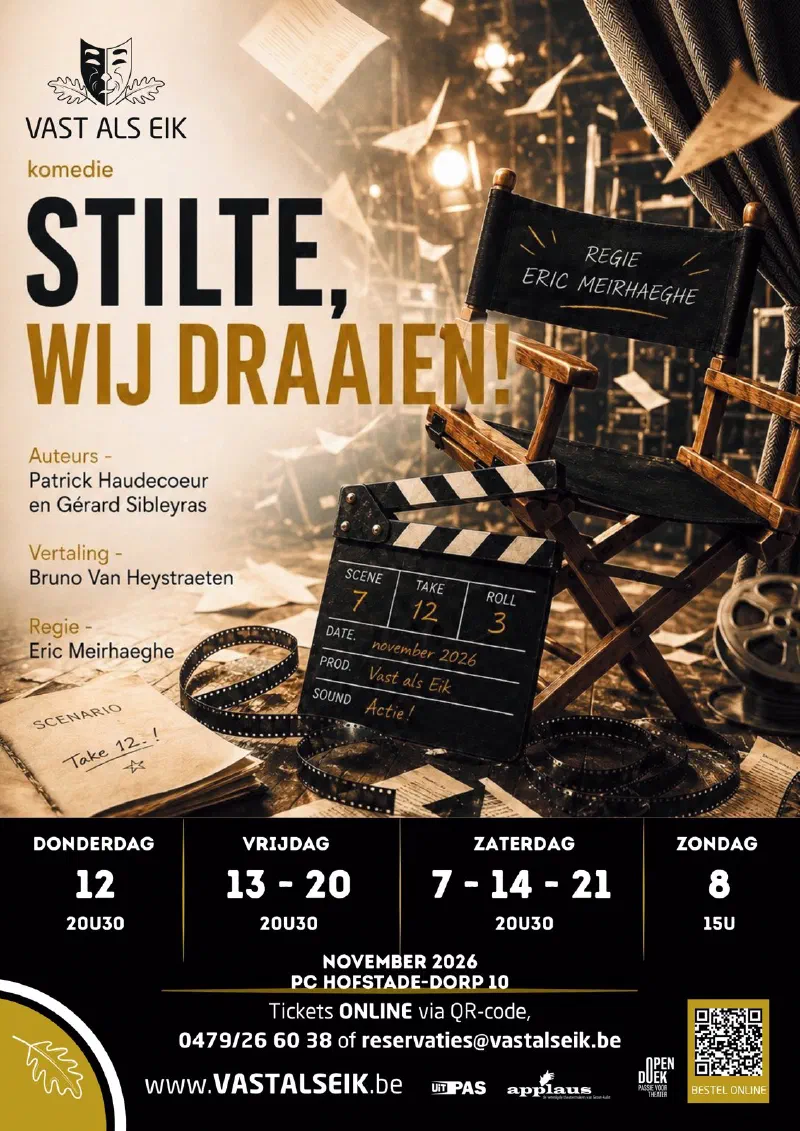 VAST ALS EIK
komedie
STILTE,
WIJ DRAAIEN!
REGIE
ERIC MEIRHAEGHE
Auteurs -
Patrick Haudecoeur
en Gérard Sibleyras
Vertaling -
Bruno Van Heystraeten
Regie -
Eric Meirhaeghe
SCENE TAKE ROLL
7 12 3
DATE. november 2026
PROD. Vast als Eik
SOUND Actie!
SCENARIO
Take 12.!
DONDERDAG
12
20U30
VRIJDAG
13 - 20
20U30
ZATERDAG
7 - 14 - 21
20U30
ZONDAG
8
15U
NOVEMBER 2026
PC HOFSTADE-DORP 10
Tickets ONLINE via QR-code,
0479/26 60 38 of reservaties@vastalseik.be
www.VASTALSEIK.be
UiTPAS
applaus
OPEN
DOEK
PASSIE VOOR
THEATER
BESTEL ONLINE